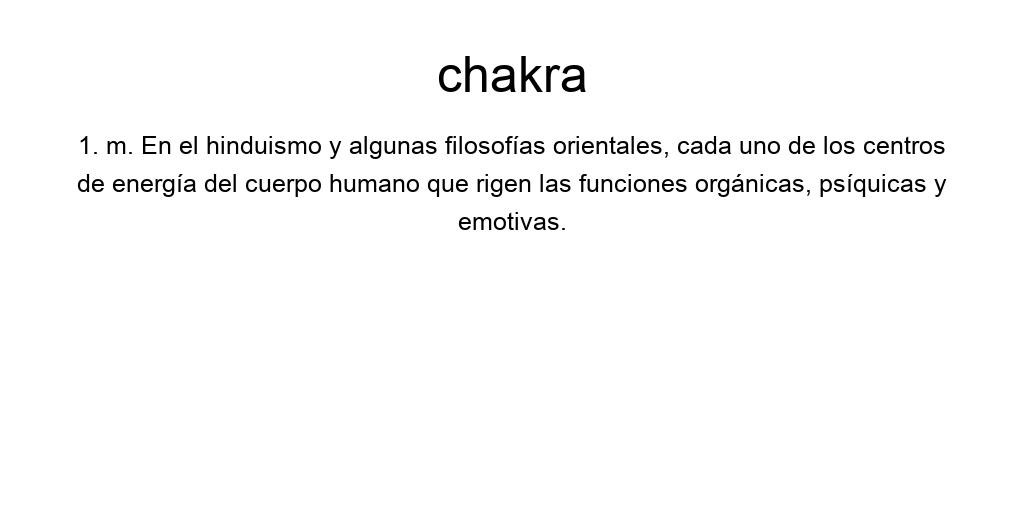 chakra
1. m. En el hinduismo y algunas filosofías orientales, cada uno de los centros
de energía del cuerpo humano que rigen las funciones orgánicas, psíquicas y
emotivas.